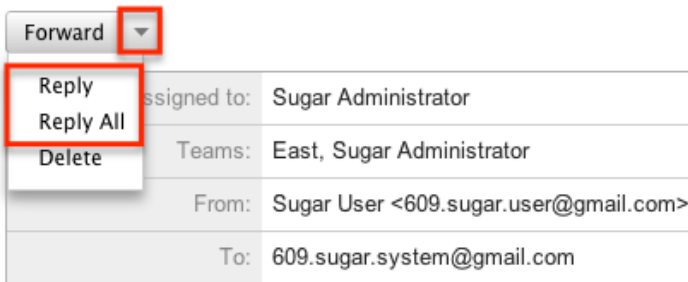 Forward
Reply
Reply All
Delete
ssigned to: Sugar Administrator
Teams: East, Sugar Administrator
From: Sugar User <609.sugar.user@gmail.com>
To: 609.sugar.system@gmail.com